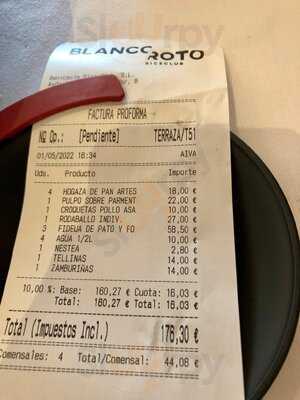 BLANCO ROTO
RICECLUB
FACTURA PROFORMA
Nº Op.: [Pendiente] TERRAZA/T51
01/05/2022 16:34 AIVA
Uds. Producto Importe
4 HOGAZA DE PAN ARTES 18,00 €
1 PULPO SOBRE PARMENT 22,00 €
1 CROQUETAS POLLO ASA 10,00 €
1 RODABALLO INDIV. 27,00 €
3 FIDEUA DE PATO Y FO 58,50 €
4 AGUA 1/2L 10,00 €
1 NESTEA 2,80 €
1 TELLINAS 14,00 €
1 ZAMBURIÑAS 14,00 €
10,00 %: Base: 160,27 € Cuota: 16,03 €
Total: 160,27 € Total: 16,03 €
Total (Impuestos Incl.) 176,30 €
Comensales: 4 Total/Comensal: 44,08 €